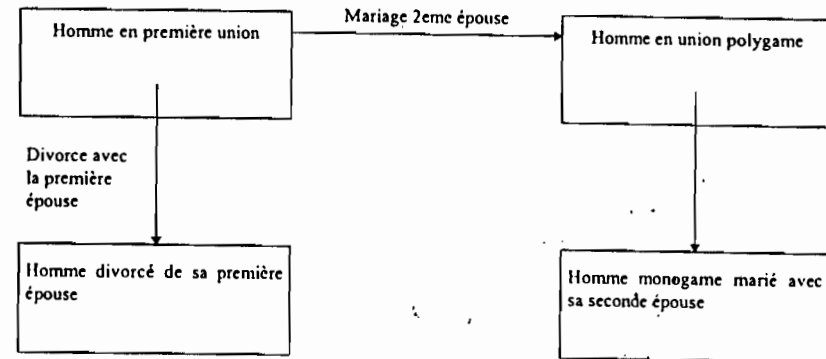 Homme en première union
Mariage 2eme épouse
Homme en union polygame
Divorce avec
la première
épouse
Homme divorcé de sa première
épouse
Homme monogame marié avec
sa seconde épouse